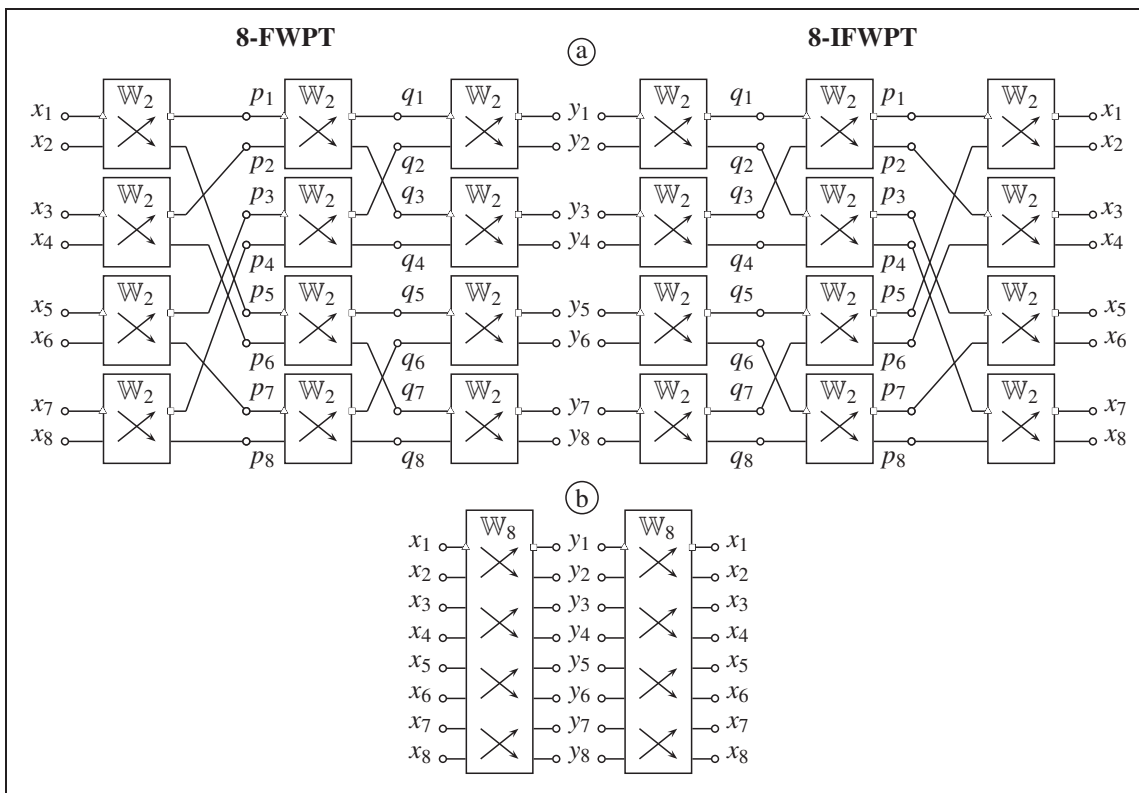 8-FWPT 8-IFWPT
a
𝕎2 p1 𝕎2 q1 𝕎2 𝕎2 q1 𝕎2 p1 𝕎2
x1 y1 x1
x2 p2 q2 y2 q2 p2 x2
𝕎2 p3 𝕎2 q3 𝕎2 𝕎2 q3 𝕎2 p3 𝕎2
x3 y3 x3
x4 p4 q4 y4 q4 p4 x4
𝕎2 p5 𝕎2 q5 𝕎2 𝕎2 q5 𝕎2 p5 𝕎2
x5 y5 x5
x6 p6 q6 y6 q6 p6 x6
𝕎2 p7 𝕎2 q7 𝕎2 𝕎2 q7 𝕎2 p7 𝕎2
x7 y7 x7
x8 y8 x8
p8 q8 q8 p8
b
𝕎8 𝕎8
x1 y1 x1
x2 y2 x2
x3 y3 x3
x4 y4 x4
x5 y5 x5
x6 y6 x6
x7 y7 x7
x8 y8 x8